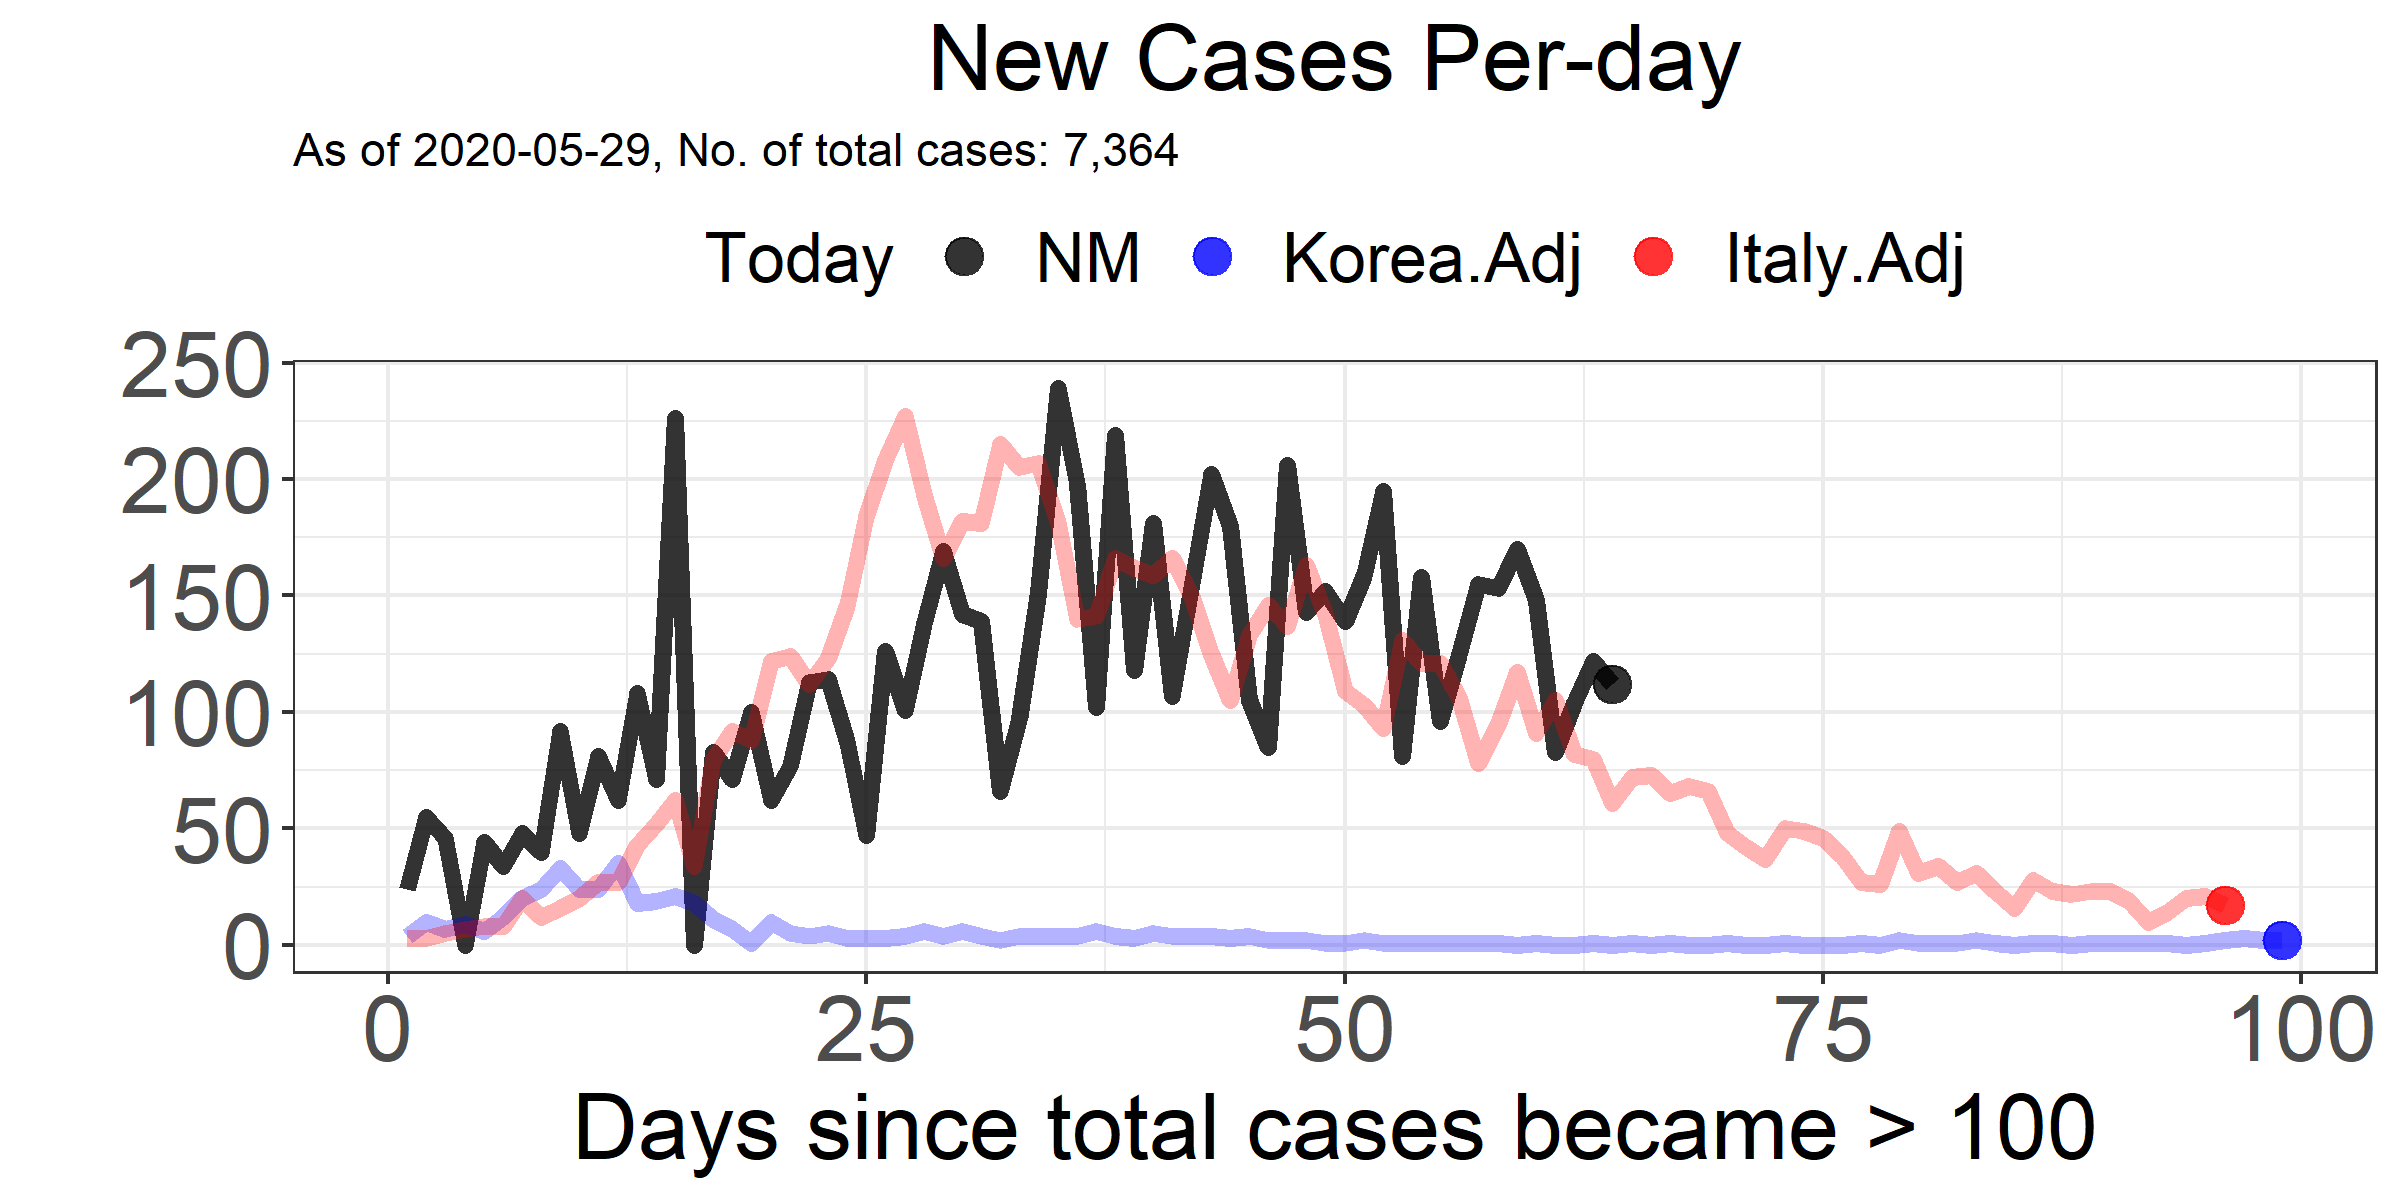 New Cases Per-day
As of 2020-05-29, No. of total cases: 7,364
Today NM Korea.Adj Italy.Adj
250
200
150
100
50
0
0 25 50 75 100
Days since total cases became > 100